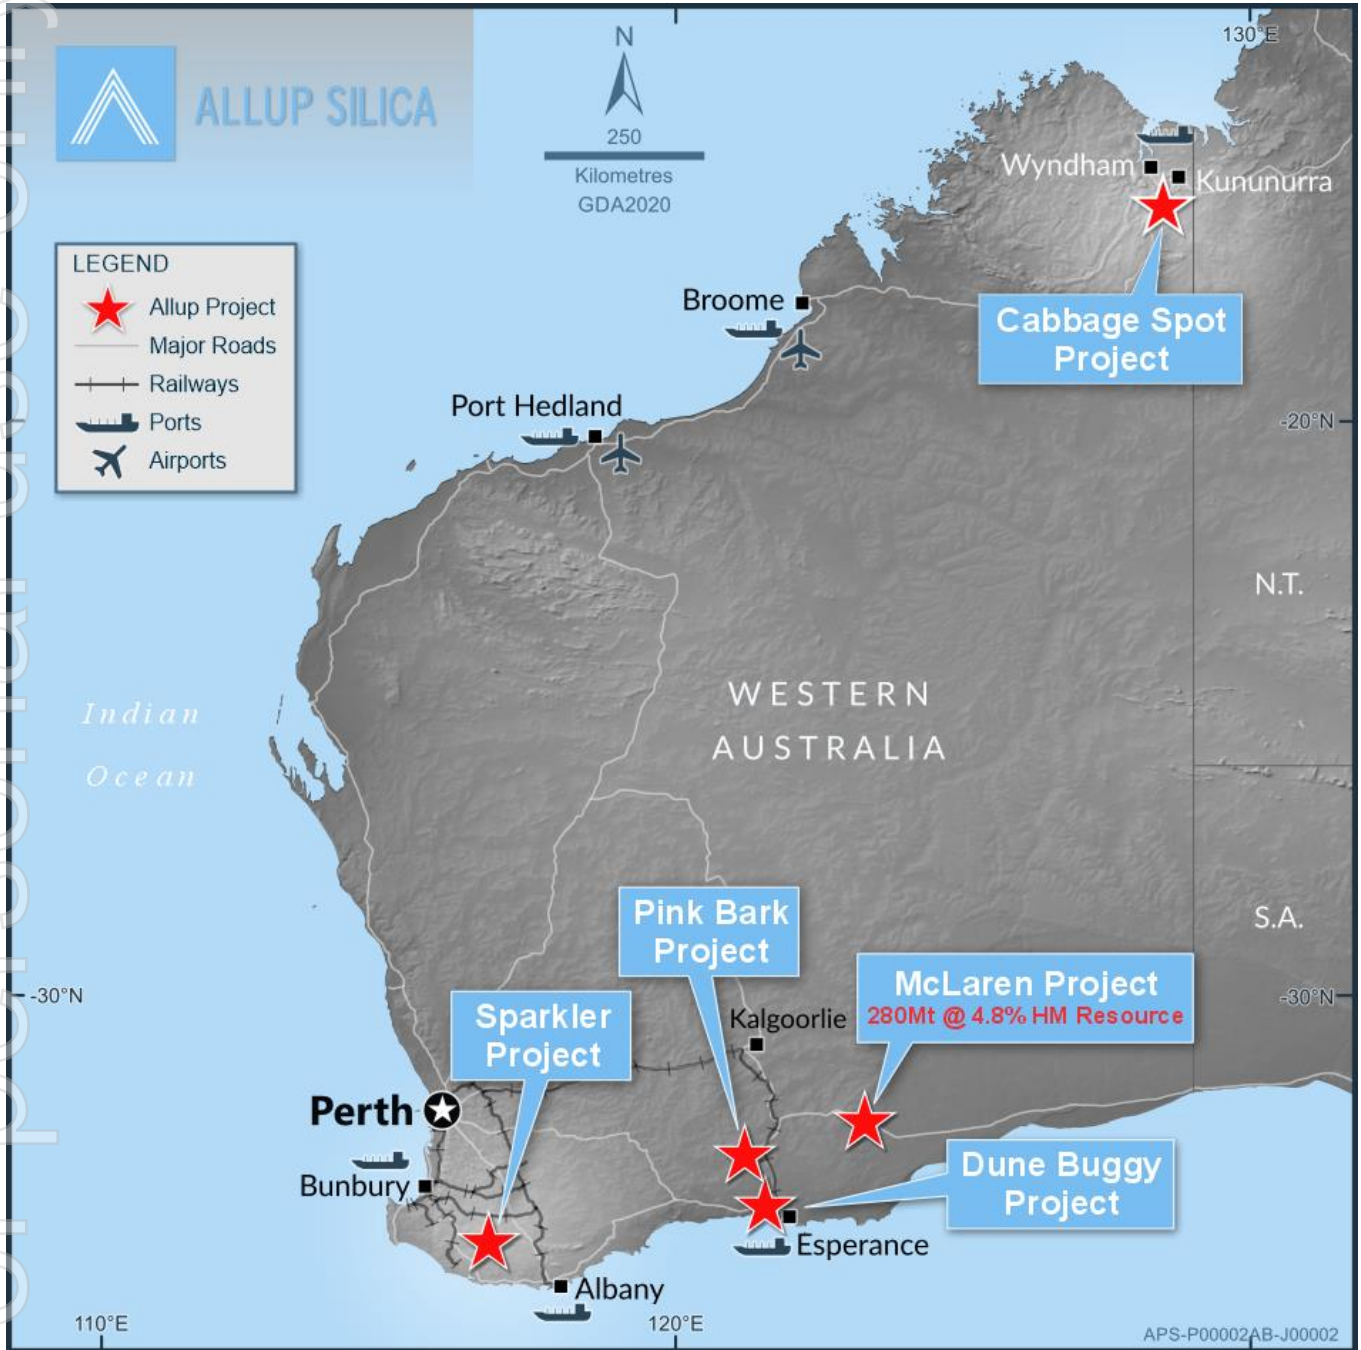 ALLUP SILICA
N
250
Kilometres
GDA2020
130°E
LEGEND
Allup Project
Major Roads
Railways
Ports
Airports
Wyndham
Kununurra
Broome
Cabbage Spot
Project
Port Hedland
-20°N
N.T.
Indian
Ocean
WESTERN
AUSTRALIA
S.A.
Pink Bark
Project
McLaren Project
280Mt @ 4.8% HM Resource
-30°N
-30°N
Sparkler
Project
Kalgoorlie
Perth
Bunbury
Dune Buggy
Project
Esperance
Albany
110°E
120°E
APS-P00002AB-J00002